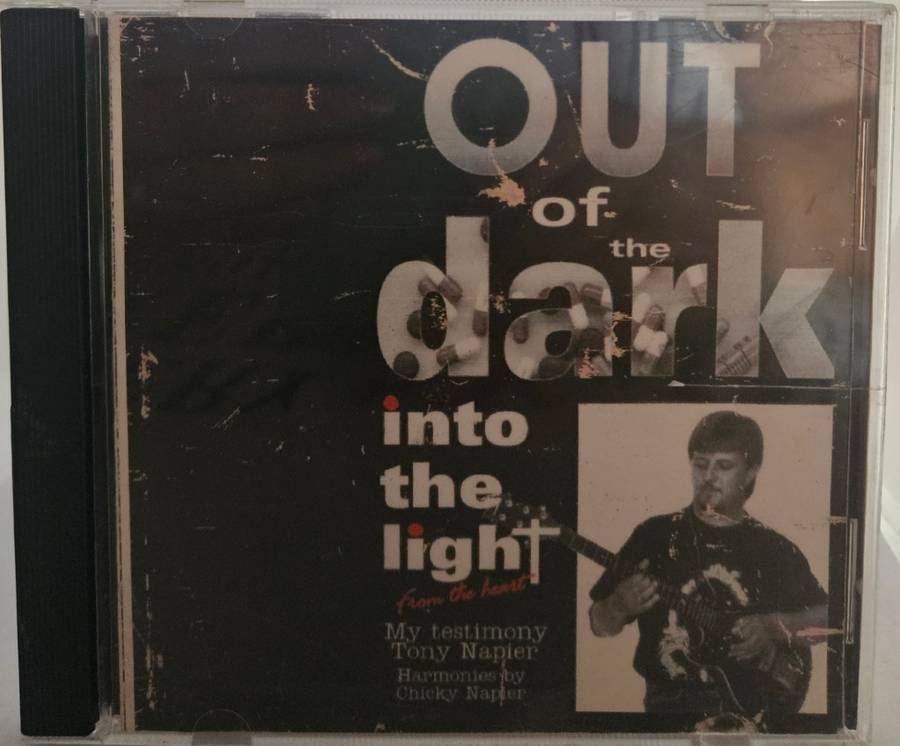 OUT
of
the
dark
into
the
light
from the heart
My testimony
Tony Napier
Harmonies by
Chicky Napier